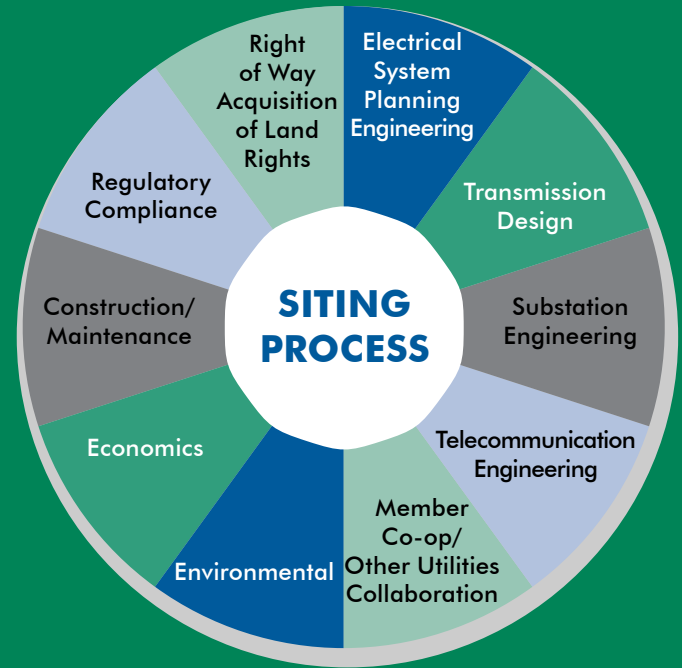 SITING
PROCESS
Electrical
System
Planning
Engineering
Transmission
Design
Substation
Engineering
Telecommunication
Engineering
Member
Co-op/
Other Utilities
Collaboration
Environmental
Economics
Construction/
Maintenance
Regulatory
Compliance
Right
of Way
Acquisition
of Land
Rights